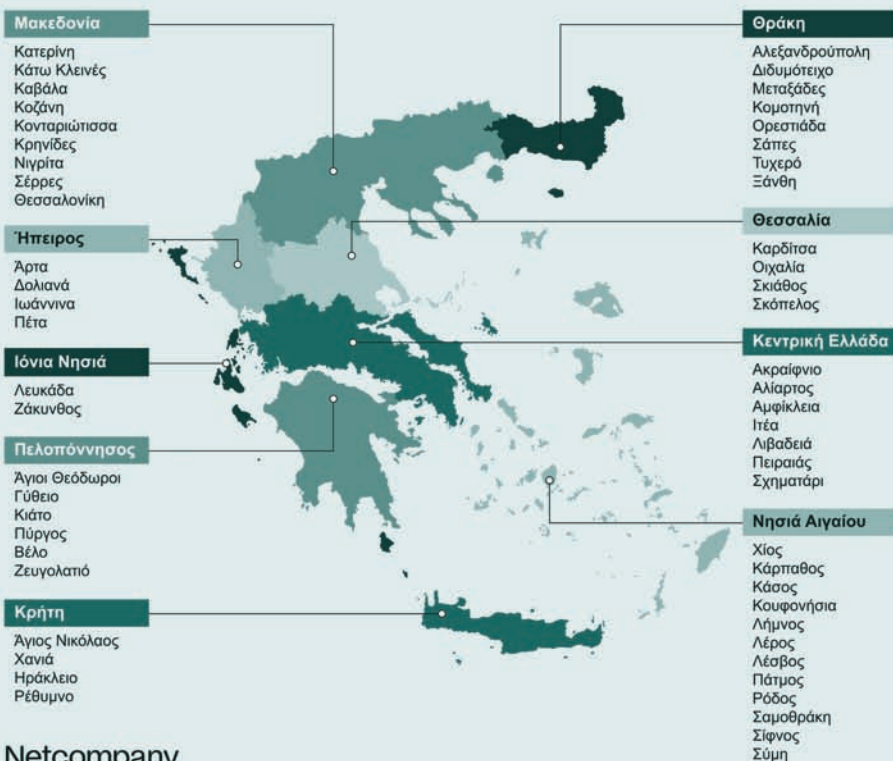 Μακεδονία
Κατερίνη
Κάτω Κλεινές
Καβάλα
Κοζάνη
Κονταριώτισσα
Κρηνίδες
Νιγρίτα
Σέρρες
Θεσσαλονίκη
Ήπειρος
Άρτα
Δολιανά
Ιωάννινα
Πέτα
Ιόνια Νησιά
Λευκάδα
Ζάκυνθος
Πελοπόννησος
Άγιοι Θεόδωροι
Γύθειο
Κιάτο
Πύργος
Βέλο
Ζευγολατιό
Κρήτη
Άγιος Νικόλαος
Χανιά
Ηράκλειο
Ρέθυμνο
Θράκη
Αλεξανδρούπολη
Διδυμότειχο
Μεταξάδες
Κομοτηνή
Ορεστιάδα
Σάπες
Τυχερό
Ξάνθη
Θεσσαλία
Καρδίτσα
Οιχαλία
Σκιάθος
Σκόπελος
Κεντρική Ελλάδα
Ακραίφνιο
Αλίαρτος
Αμφίκλεια
Ιτέα
Λιβαδειά
Πειραιάς
Σχηματάρι
Νησιά Αιγαίου
Χίος
Κάρπαθος
Κάσος
Κουφονήσια
Λήμνος
Λέρος
Λέσβος
Πάτμος
Ρόδος
Σαμοθράκη
Σίφνος
Σύμη
Netcompany